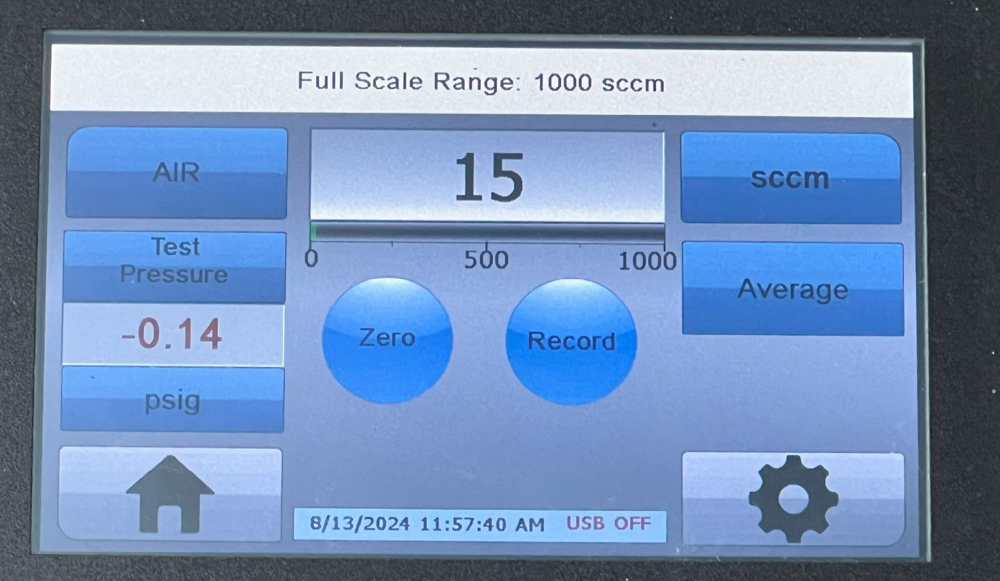 Full Scale Range: 1000 sccm
AIR
15
sccm
0 500 1000
Test
Pressure
-0.14
psig
Average
Zero
Record
8/13/2024 11:57:40 AM USB OFF